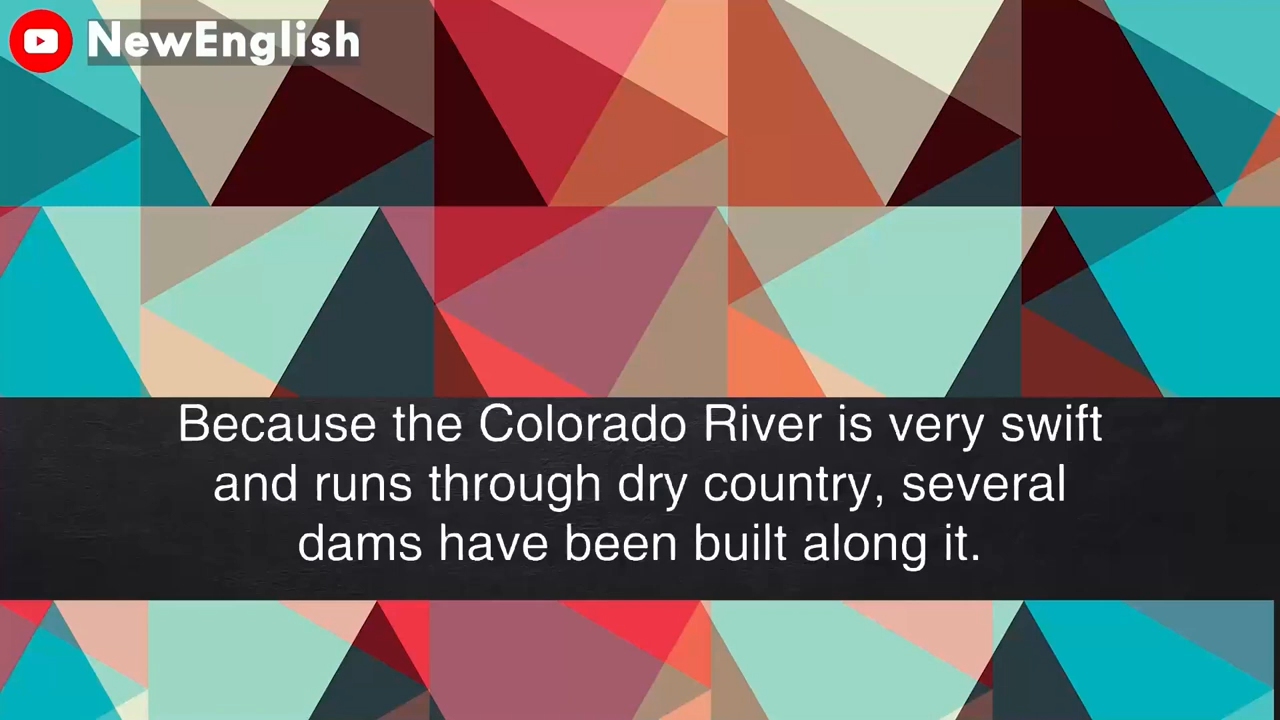 NewEnglish
Because the Colorado River is very swift
and runs through dry country, several
dams have been built along it.